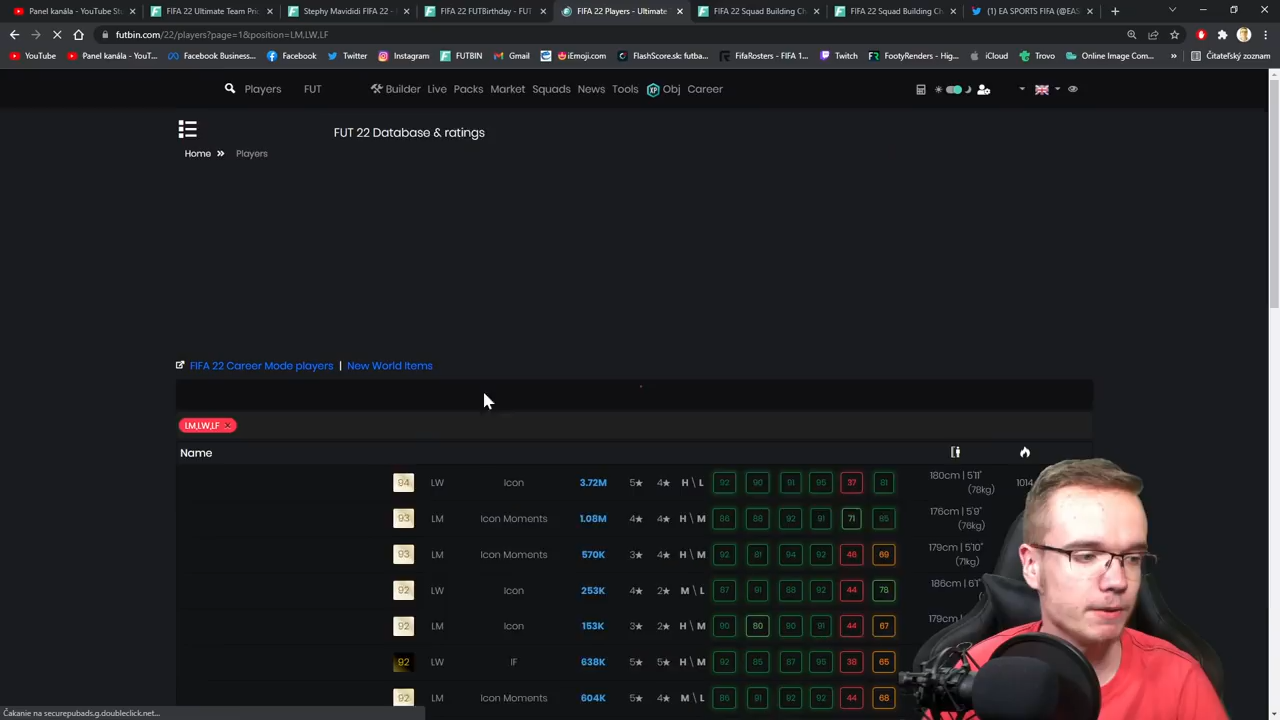 Panel kanála - YouTube S
FIFA 22 Ultimate Team Pri
Stephy Mavididi FIFA 22 -
FIFA 22 FUTBirthday - FUT
FIFA 22 Players - Ultimate
FIFA 22 Squad Building Ch
FIFA 22 Squad Building Ch
(1) EA SPORTS FIFA (@EAS
futbin.com/22/players?page=1&position=LM,LW,LF
YouTube
Panel kanála - YouT...
Facebook Business...
Facebook
Twitter
Instagram
FUTBIN
Gmail
iEmoji.com
FlashScore.sk: futba...
FifaRosters - FIFA 1...
Twitch
FootyRenders - Hig...
iCloud
Trovo
Online Image Com...
»
Čitateľský zoznam
Players
FUT
Builder
Live
Packs
Market
Squads
News
Tools
XP
Obj
Career
FUT 22 Database & ratings
Home » Players
FIFA 22 Career Mode players | New World Items
LM,LW,LF ×
Name
94 LW Icon 3.72M 5★ 4★ H \ L 92 90 91 95 37 81 180cm | 5'11" (78kg) 1014
93 LM Icon Moments 1.08M 4★ 4★ H \ M 86 88 92 91 71 85 176cm | 5'9" (76kg)
93 LM Icon Moments 570K 3★ 4★ H \ M 92 81 94 92 46 69 179cm | 5'10" (71kg)
92 LW Icon 253K 4★ 2★ M \ L 87 91 88 92 44 78 186cm | 6'1"
92 LM Icon 153K 3★ 2★ H \ M 90 80 90 91 44 67 179cm
92 LW IF 638K 5★ 5★ H \ M 92 85 87 95 38 65
92 LM Icon Moments 604K 5★ 4★ M \ L 86 91 92 92 44 68
Čakanie na securepubads.g.doubleclick.net...